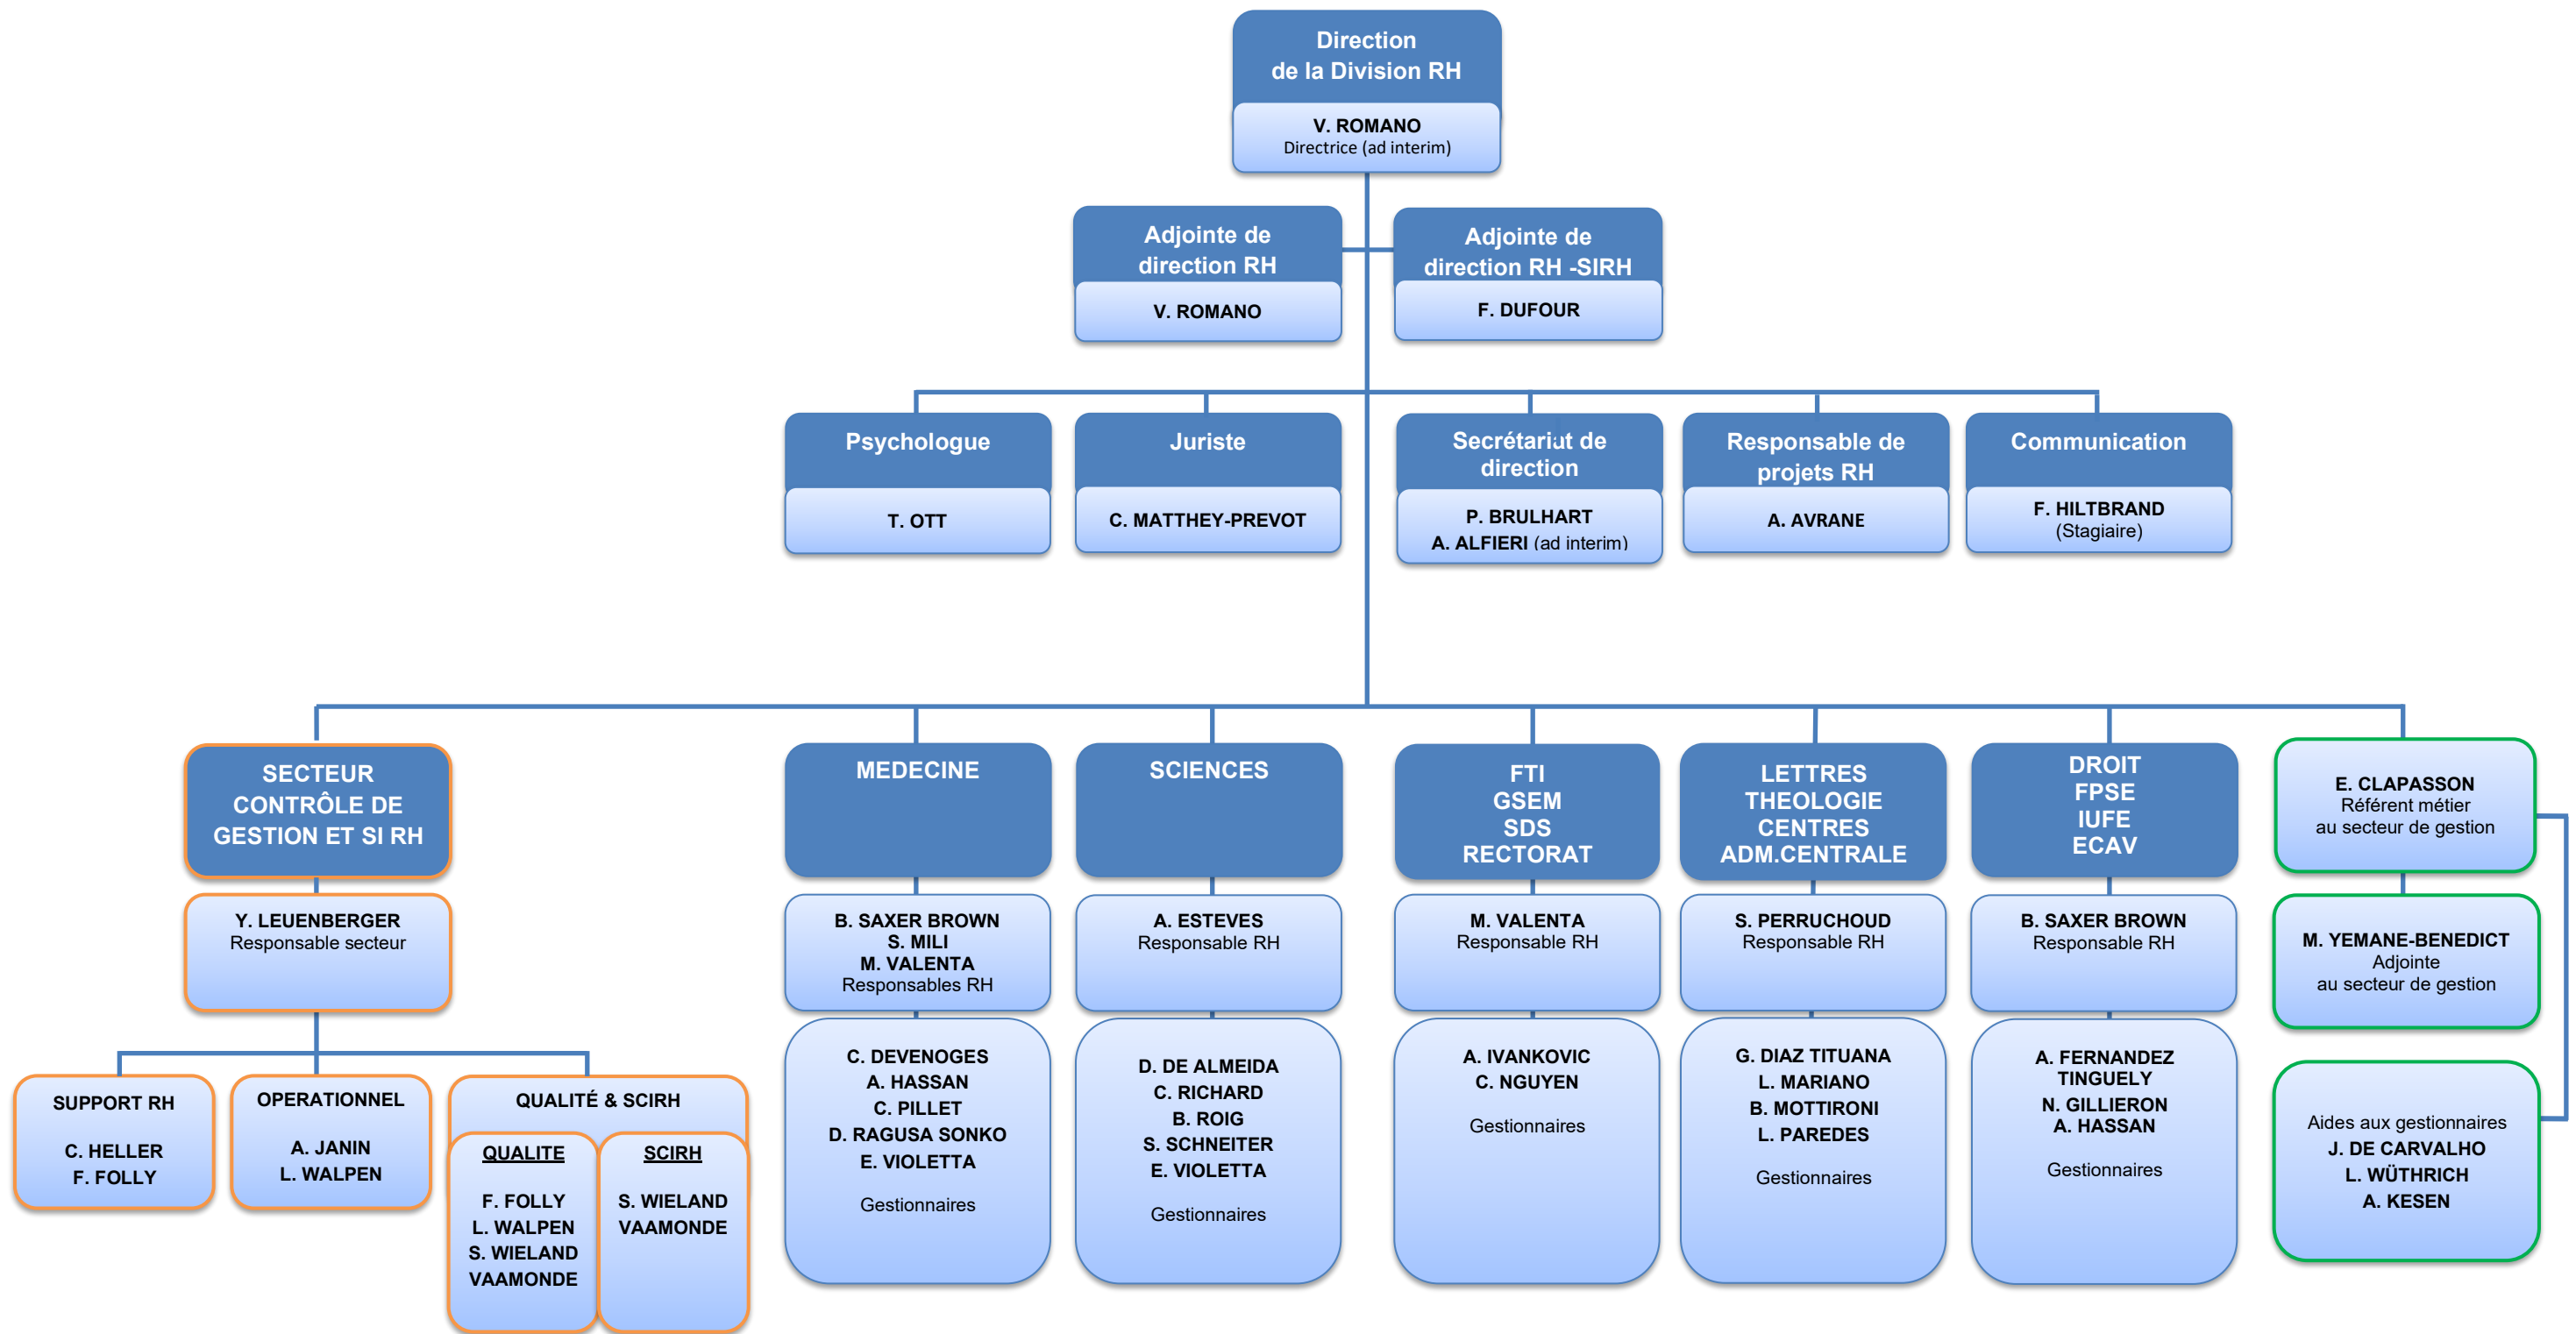 Direction
de la Division RH
V. ROMANO
Directrice (ad interim)
Adjointe de
direction RH
V. ROMANO
Adjointe de
direction RH -SIRH
F. DUFOUR
Psychologue
T. OTT
Juriste
C. MATTHEY-PREVOT
Secrétariat de
direction
P. BRULHART
A. ALFIERI (ad interim)
Responsable de
projets RH
A. AVRANE
Communication
F. HILTBRAND
(Stagiaire)
SECTEUR
CONTRÔLE DE
GESTION ET SI RH
Y. LEUENBERGER
Responsable secteur
SUPPORT RH
C. HELLER
F. FOLLY
OPERATIONNEL
A. JANIN
L. WALPEN
QUALITÉ & SCIRH
QUALITE
F. FOLLY
L. WALPEN
S. WIELAND
VAAMONDE
SCIRH
S. WIELAND
VAAMONDE
MEDECINE
B. SAXER BROWN
S. MILI
M. VALENTA
Responsables RH
C. DEVENOGES
A. HASSAN
C. PILLET
D. RAGUSA SONKO
E. VIOLETTA
Gestionnaires
SCIENCES
A. ESTEVES
Responsable RH
D. DE ALMEIDA
C. RICHARD
B. ROIG
S. SCHNEITER
E. VIOLETTA
Gestionnaires
FTI
GSEM
SDS
RECTORAT
M. VALENTA
Responsable RH
A. IVANKOVIC
C. NGUYEN
Gestionnaires
LETTRES
THEOLOGIE
CENTRES
ADM.CENTRALE
S. PERRUCHOUD
Responsable RH
G. DIAZ TITUANA
L. MARIANO
B. MOTTIRONI
L. PAREDES
Gestionnaires
DROIT
FPSE
IUFE
ECAV
B. SAXER BROWN
Responsable RH
A. FERNANDEZ
TINGUELY
N. GILLIERON
A. HASSAN
Gestionnaires
E. CLAPASSON
Référent métier
au secteur de gestion
M. YEMANE-BENEDICT
Adjointe
au secteur de gestion
Aides aux gestionnaires
J. DE CARVALHO
L. WÜTHRICH
A. KESEN